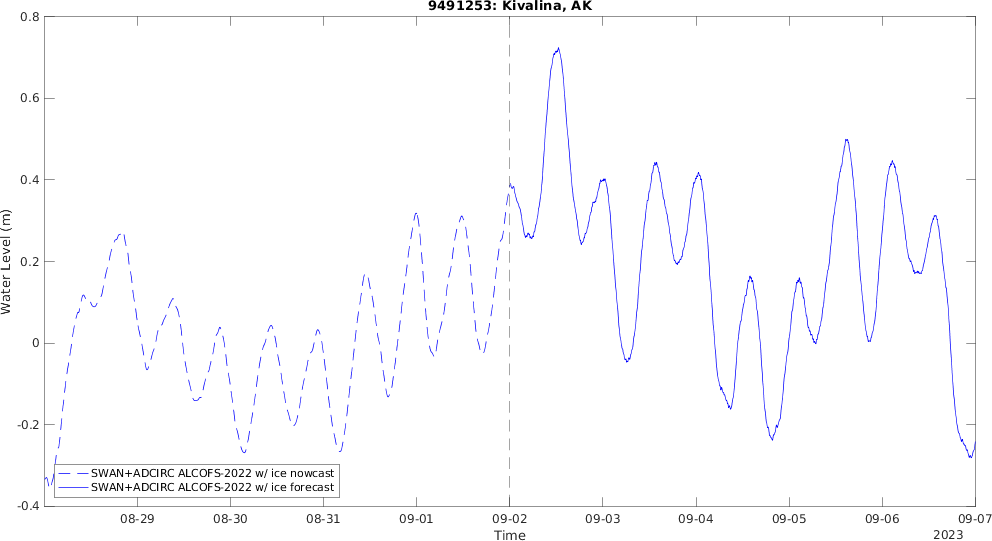 9491253: Kivalina, AK
0.8
0.6
0.4
0.2
0
-0.2
-0.4
Water Level (m)
SWAN+ADCIRC ALCOFS-2022 w/ ice nowcast
SWAN+ADCIRC ALCOFS-2022 w/ ice forecast
08-29 08-30 08-31 09-01 09-02 09-03 09-04 09-05 09-06 09-07
Time
2023